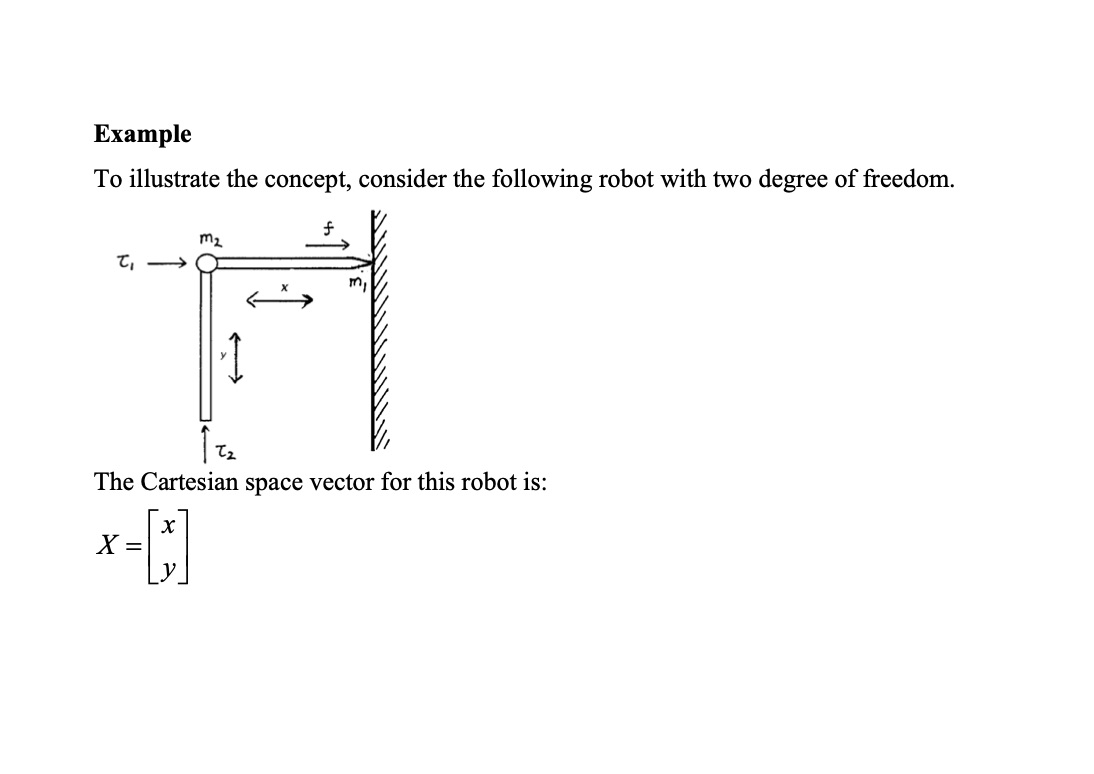 Example
To illustrate the concept, consider the following robot with two degree of freedom.
f
m₂
τ₁
x
m₁
y
τ₂
The Cartesian space vector for this robot is:
X = [x
y]